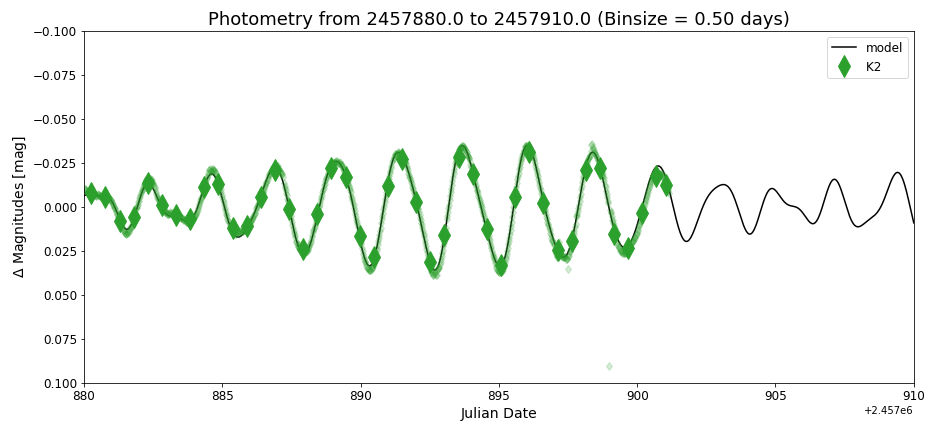 Photometry from 2457880.0 to 2457910.0 (Binsize = 0.50 days)
−0.100
−0.075
−0.050
−0.025
0.000
0.025
0.050
0.075
0.100
Δ Magnitudes [mag]
model
K2
880
885
890
895
900
905
910
+2.457e6
Julian Date